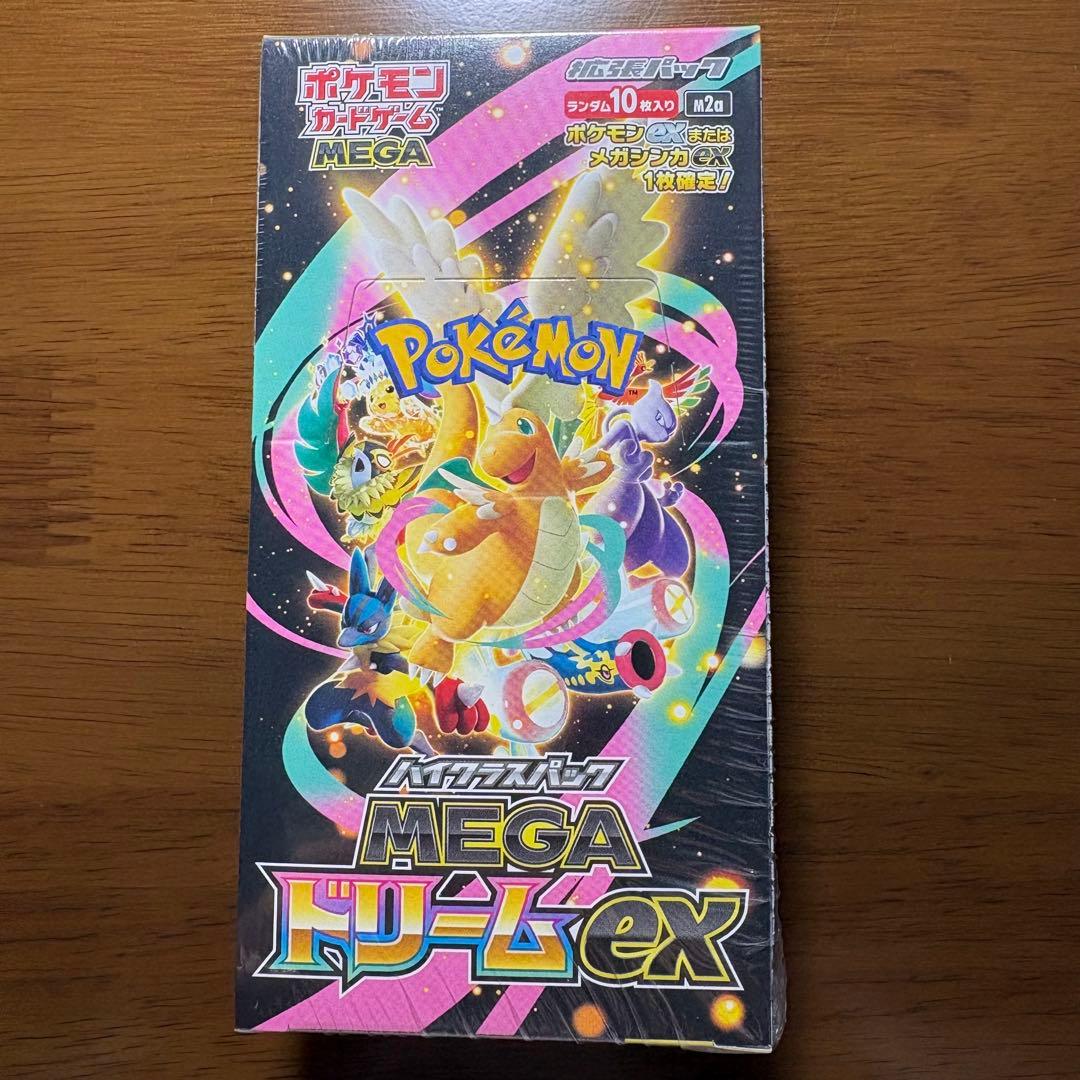 ポケモン
カードゲーム™
MEGA
拡張パック
ランダム10枚入り M2a
ポケモンexまたは
メガシンカex
1枚確定!
POKéMON™
ハイクラスパック
MEGA
ドリームex